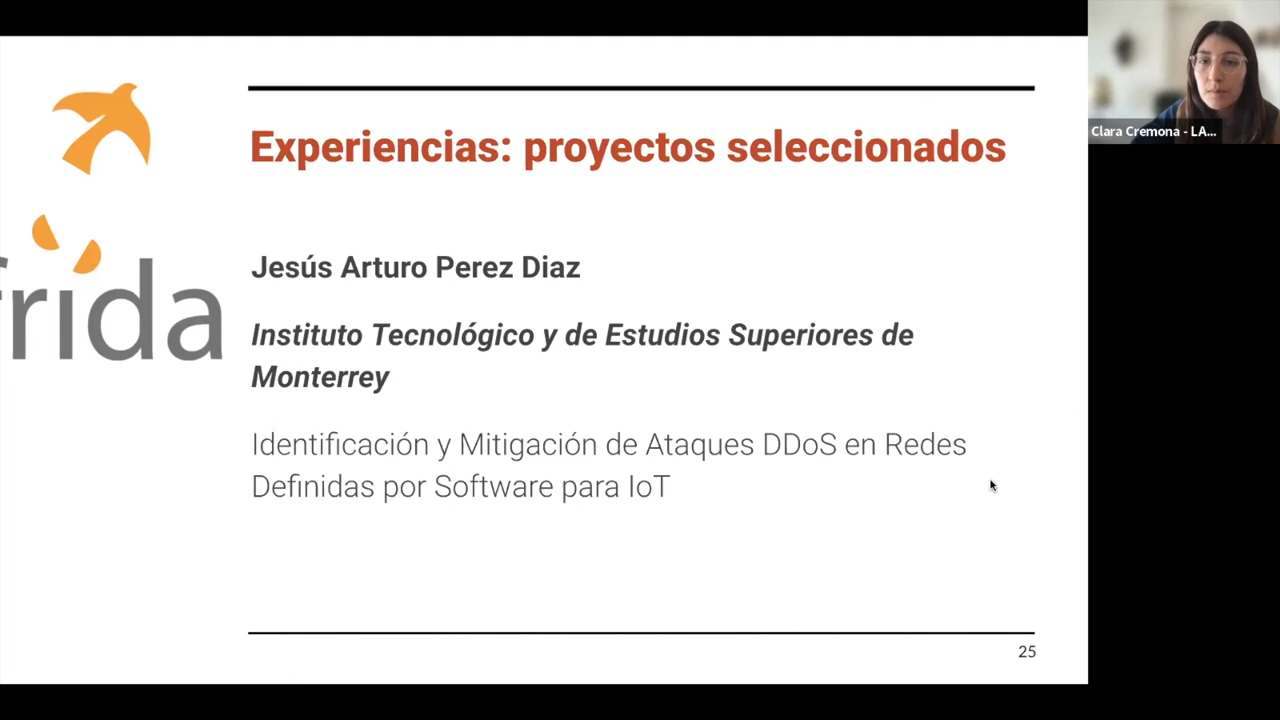 Experiencias: proyectos seleccionados
Clara Cremona - LA...
frida
Jesús Arturo Perez Diaz
Instituto Tecnológico y de Estudios Superiores de
Monterrey
Identificación y Mitigación de Ataques DDoS en Redes
Definidas por Software para IoT
25